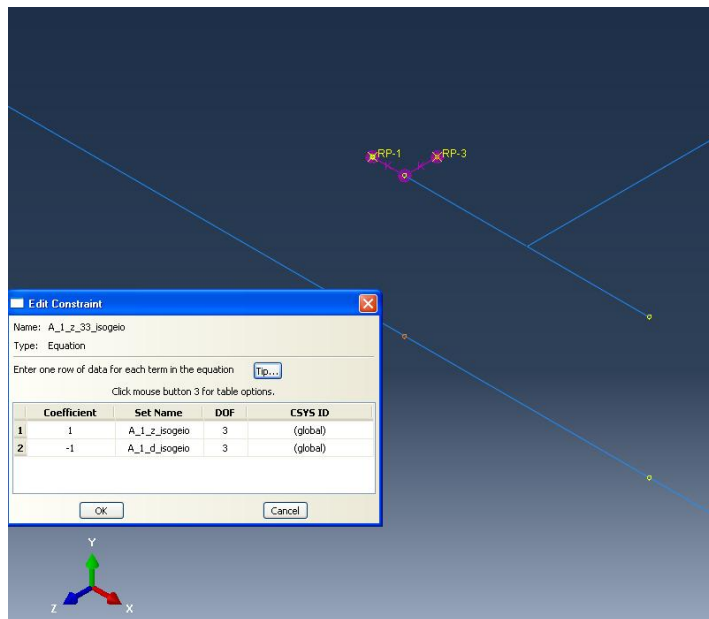 RP-1
RP-3
Edit Constraint
Name: A_1_z_33_isogeio
Type: Equation
Enter one row of data for each term in the equation Tip...
Click mouse button 3 for table options.
Coefficient Set Name DOF CSYS ID
1 1 A_1_z_isogeio 3 (global)
2 -1 A_1_d_isogeio 3 (global)
OK Cancel
Y
Z X